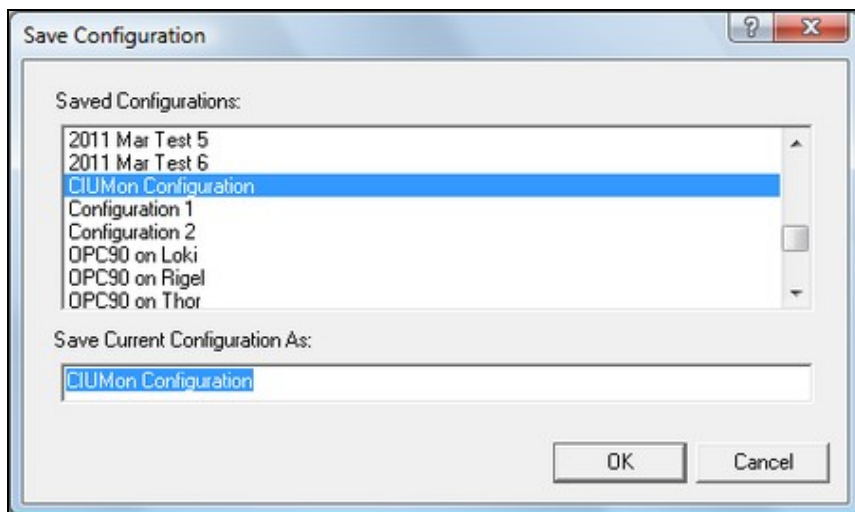 Save Configuration
Saved Configurations:
2011 Mar Test 5
2011 Mar Test 6
CIUMon Configuration
Configuration 1
Configuration 2
OPC90 on Loki
OPC90 on Rigel
OPC90 on Thor
Save Current Configuration As:
CIUMon Configuration
OK Cancel